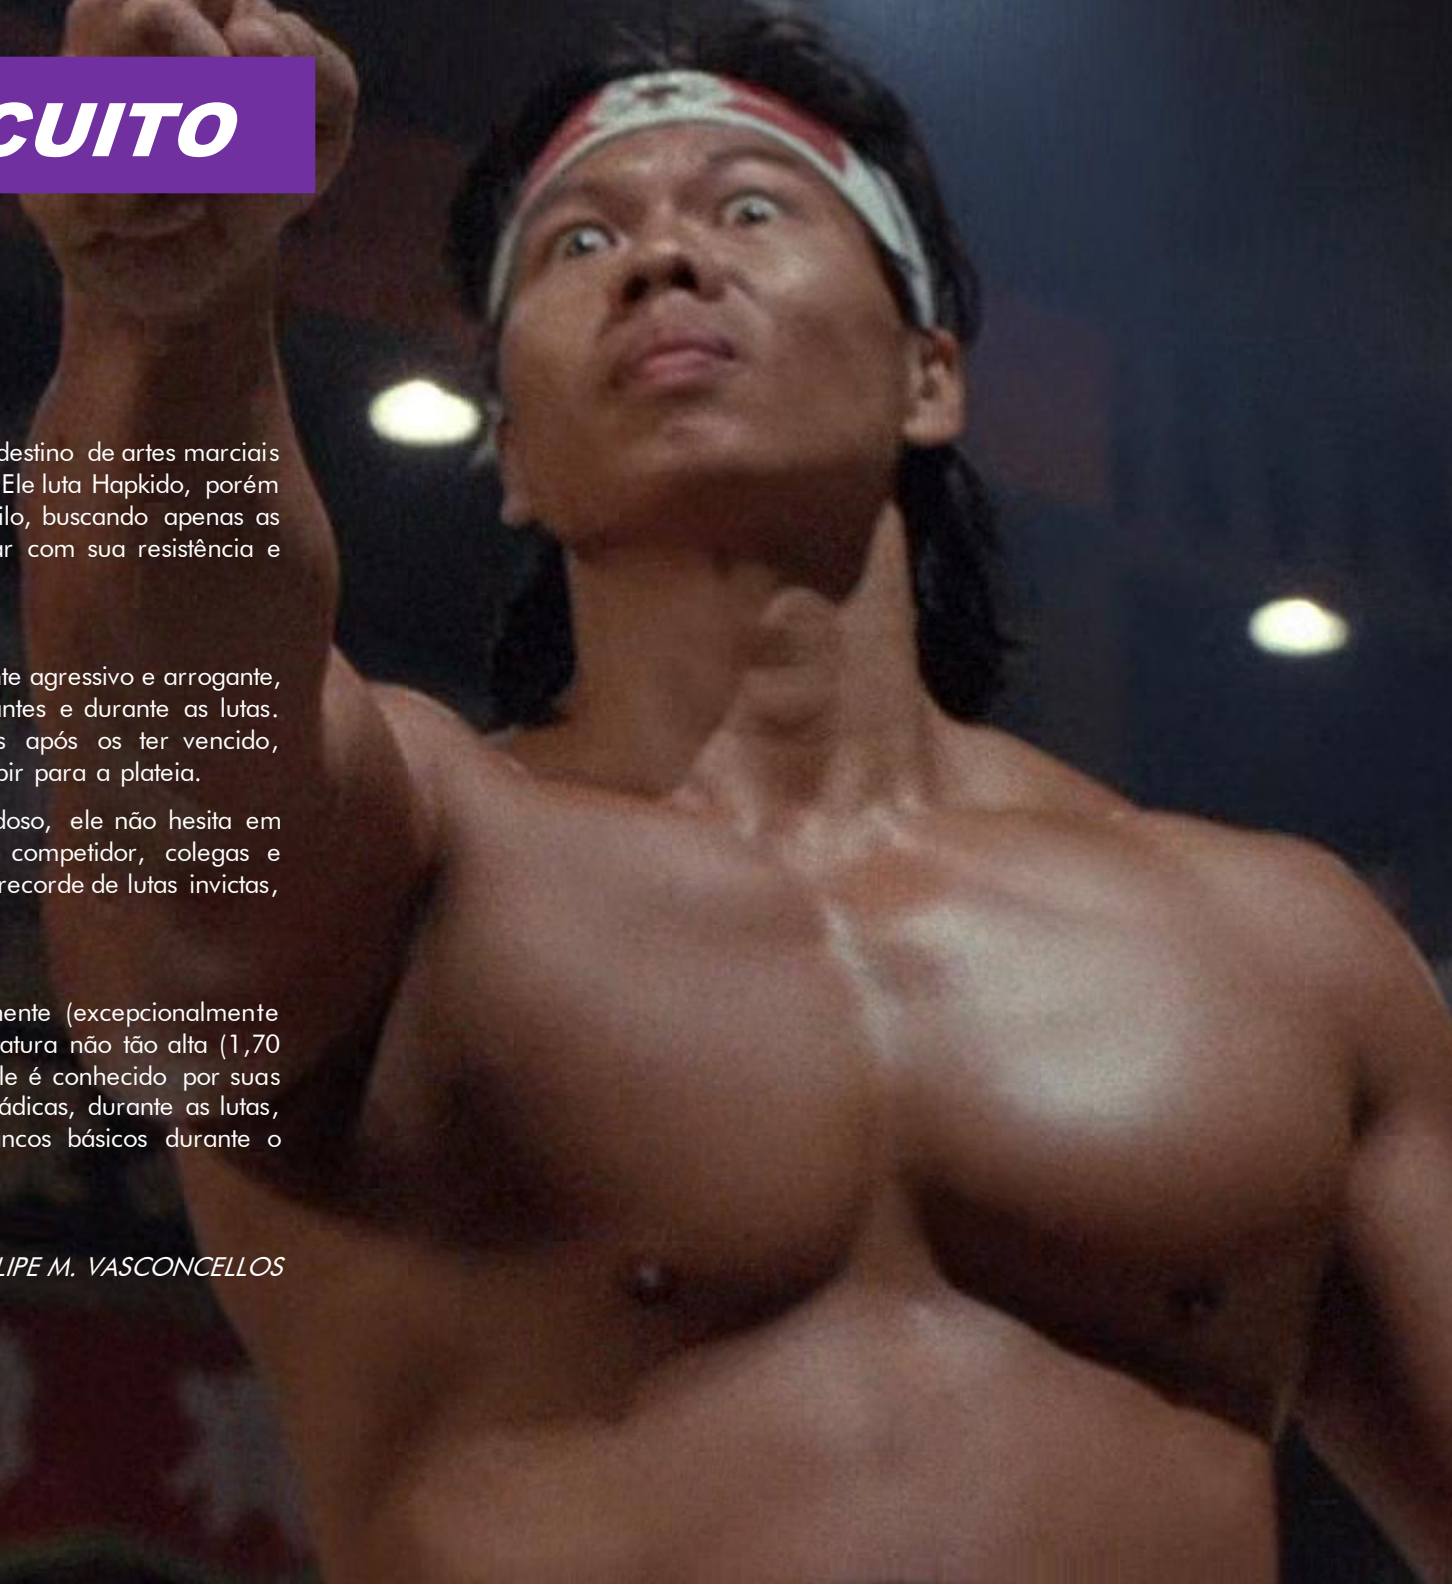 CUITO
destino de artes marciais
Ele luta Hapkido, porém
ilo, buscando apenas as
ar com sua resistência e
te agressivo e arrogante,
ntes e durante as lutas.
s após os ter vencido,
bir para a plateia.
doso, ele não hesita em
competidor, colegas e
recorde de lutas invictas,
nente (excepcionalmente
atura não tão alta (1,70
le é conhecido por suas
ádicas, durante as lutas,
ncos básicos durante o
LIPE M. VASCONCELLOS